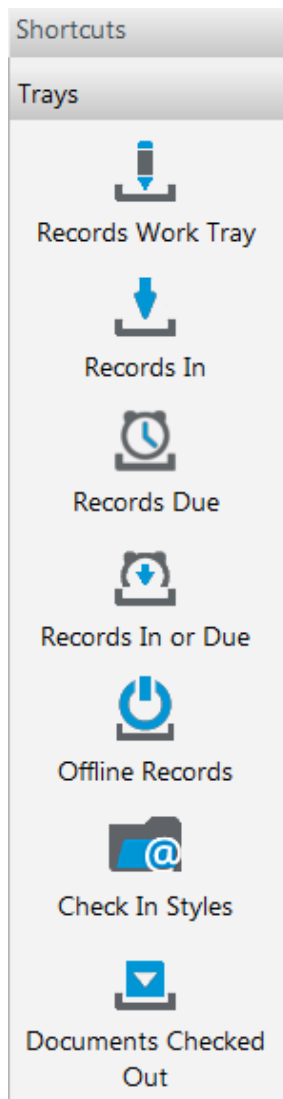 Shortcuts
Trays
Records Work Tray
Records In
Records Due
Records In or Due
Offline Records
@
Check In Styles
Documents Checked
Out